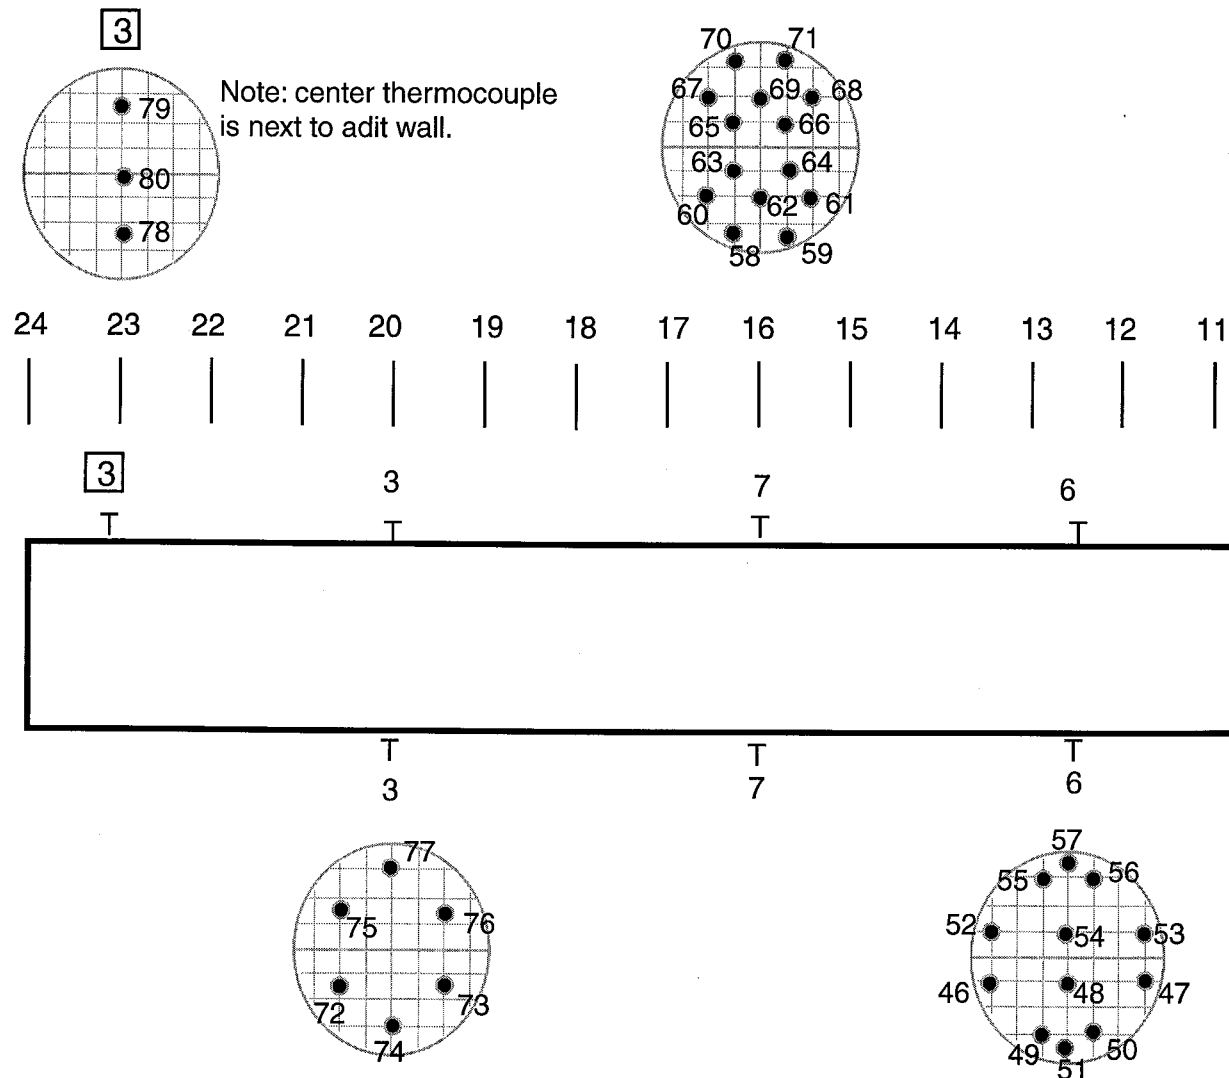 3
70 71
79
Note: center thermocouple
is next to adit wall.
67 69 68
65 66
80
63 64
78
60 62 61
58 59
24 23 22 21 20 19 18 17 16 15 14 13 12 11
3 3 7 6
T T T T
T T T
3 7 6
77 57
55 56
75 76
52 54 53
46 48 47
72 73
74
49 50
51